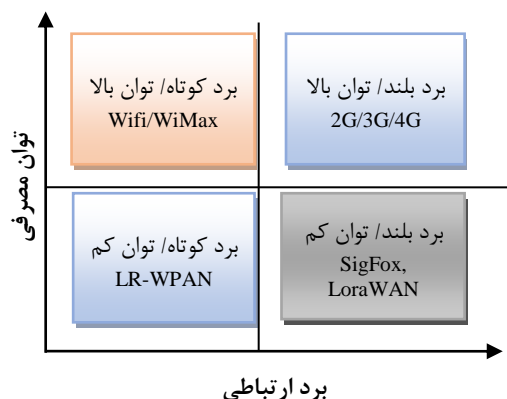 برد کوتاه/ توان بالا
Wifi/WiMax
برد بلند/ توان بالا
2G/3G/4G
توان مصرفی
برد کوتاه/ توان کم
LR-WPAN
برد بلند/ توان کم
SigFox,
LoraWAN
برد ارتباطی